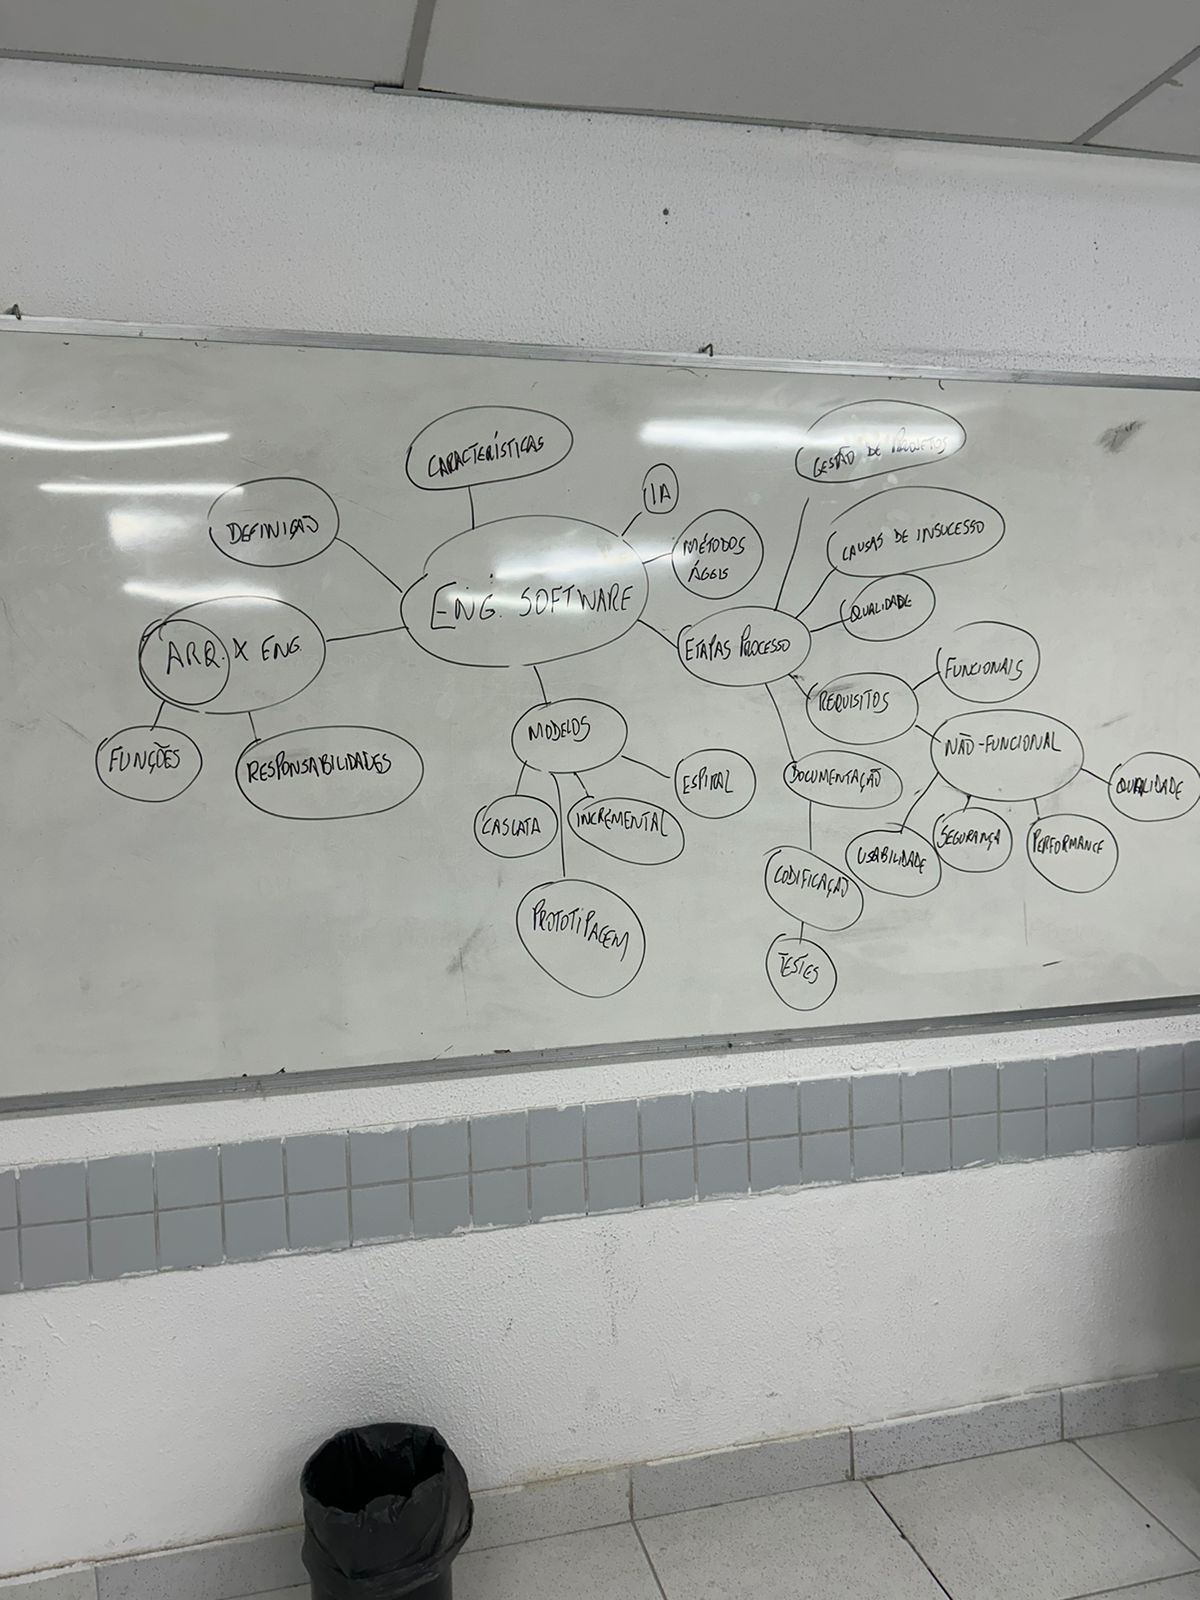 CARACTERÍSTICAS
GESTÃO DE PROJETOS
IA
DEFINIÇÃO
MÉTODOS
ÁGEIS
CAUSAS DE INSUCESSO
ENG. SOFTWARE
QUALIDADE
ARQ. X ENG.
ETAPAS PROCESSO
FUNCIONAIS
REQUISITOS
FUNÇÕES
RESPONSABILIDADES
MODELOS
NÃO-FUNCIONAL
ESPIRAL
DOCUMENTAÇÃO
QUALIDADE
CASCATA
INCREMENTAL
USABILIDADE
SEGURANÇA
PERFORMANCE
CODIFICAÇÃO
PROTOTIPAGEM
TESTES